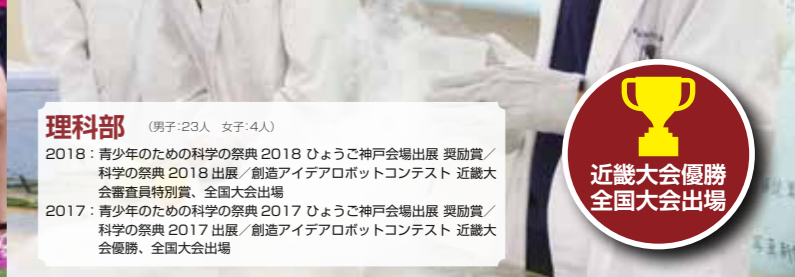 理科部 （男子：23人 女子：4人）
2018：青少年のための科学の祭典 2018 ひょうご神戸会場出展 奨励賞／
科学の祭典 2018 出展／創造アイデアロボットコンテスト 近畿大
会審査員特別賞、全国大会出場
2017：青少年のための科学の祭典 2017 ひょうご神戸会場出展 奨励賞／
科学の祭典 2017 出展／創造アイデアロボットコンテスト 近畿大
会優勝、全国大会出場
近畿大会優勝
全国大会出場